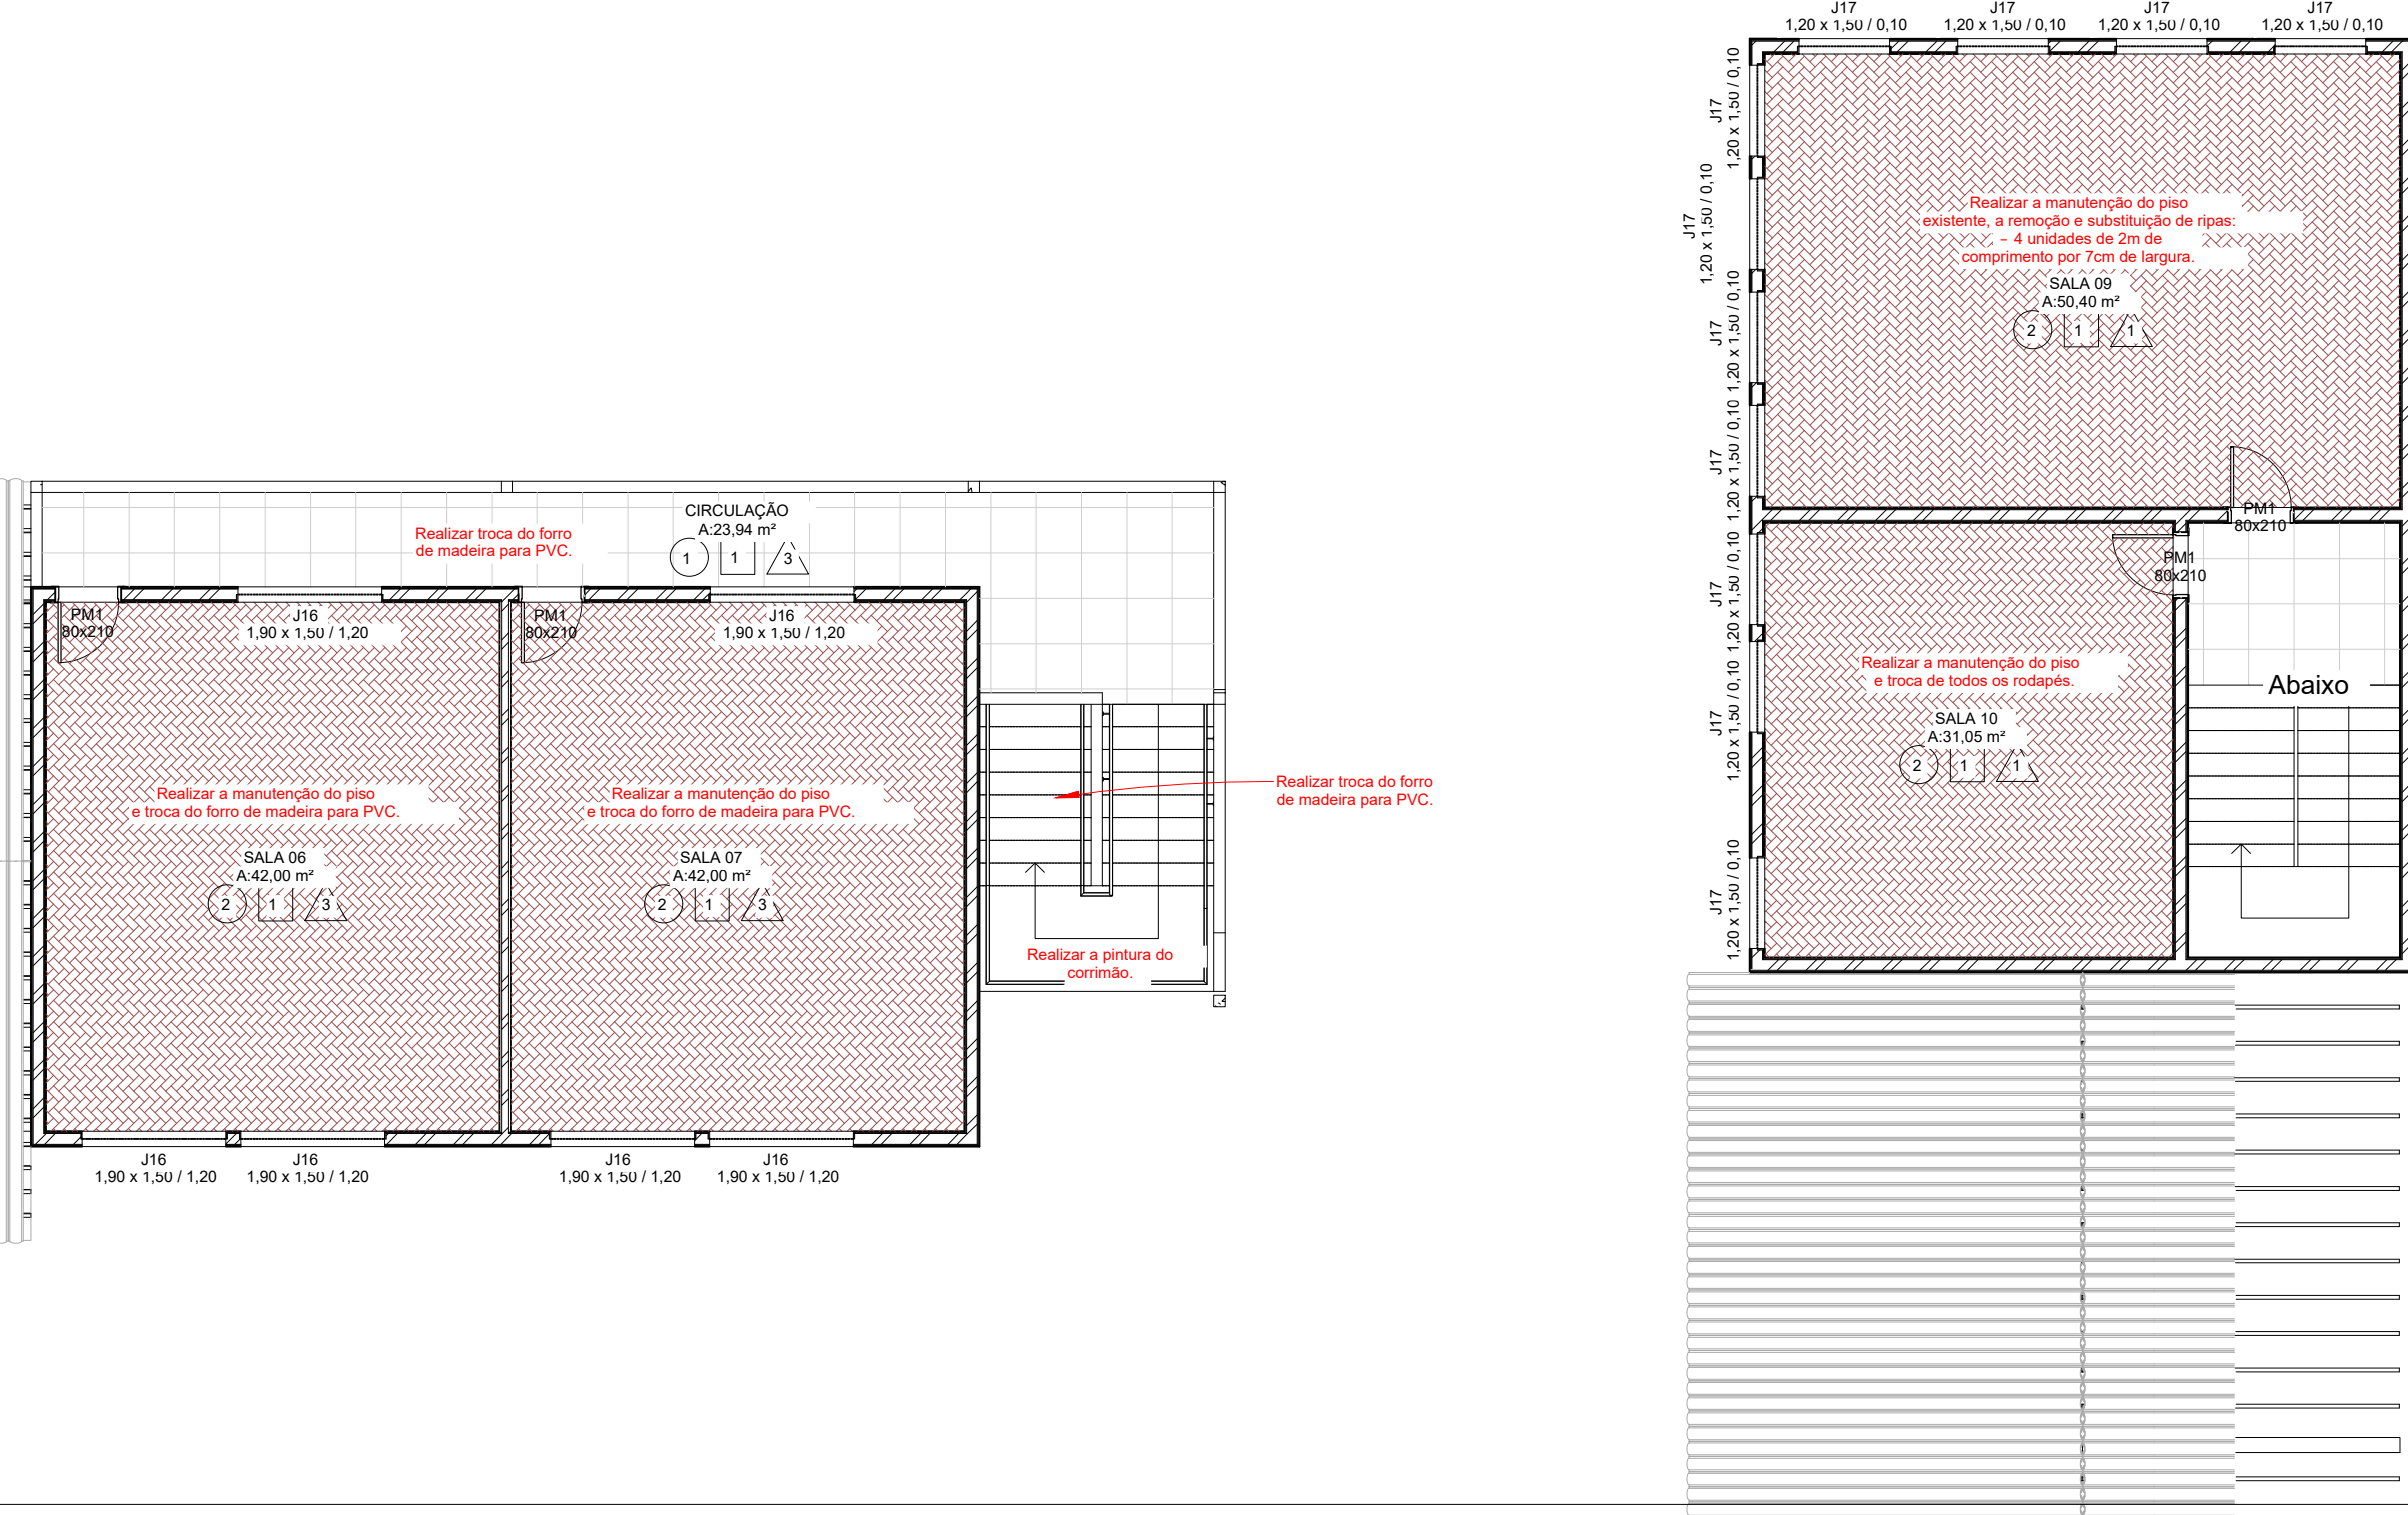 J17
1,20 x 1,50 / 0,10
J17
1,20 x 1,50 / 0,10
J17
1,20 x 1,50 / 0,10
J17
1,20 x 1,50 / 0,10
J17
1,20 x 1,50 / 0,10
J17
1,20 x 1,50 / 0,10
J17
1,20 x 1,50 / 0,10
J17
1,20 x 1,50 / 0,10
Realizar a manutenção do piso
existente, a remoção e substituição de ripas:
- 4 unidades de 2m de
comprimento por 7cm de largura.
SALA 09
A:50,40 m²
2
1
1
PM1
80x210
PM1
80x210
J17
1,20 x 1,50 / 0,10
J17
1,20 x 1,50 / 0,10
J17
1,20 x 1,50 / 0,10
Realizar a manutenção do piso
e troca de todos os rodapés.
SALA 10
A:31,05 m²
2
1
1
Abaixo
Realizar troca do forro
de madeira para PVC.
CIRCULAÇÃO
A:23,94 m²
1
1
3
PM1
80x210
J16
1,90 x 1,50 / 1,20
PM1
80x210
J16
1,90 x 1,50 / 1,20
Realizar a manutenção do piso
e troca do forro de madeira para PVC.
SALA 06
A:42,00 m²
2
1
3
Realizar a manutenção do piso
e troca do forro de madeira para PVC.
SALA 07
A:42,00 m²
2
1
3
Realizar troca do forro
de madeira para PVC.
Realizar a pintura do
corrimão.
J16
1,90 x 1,50 / 1,20
J16
1,90 x 1,50 / 1,20
J16
1,90 x 1,50 / 1,20
J16
1,90 x 1,50 / 1,20